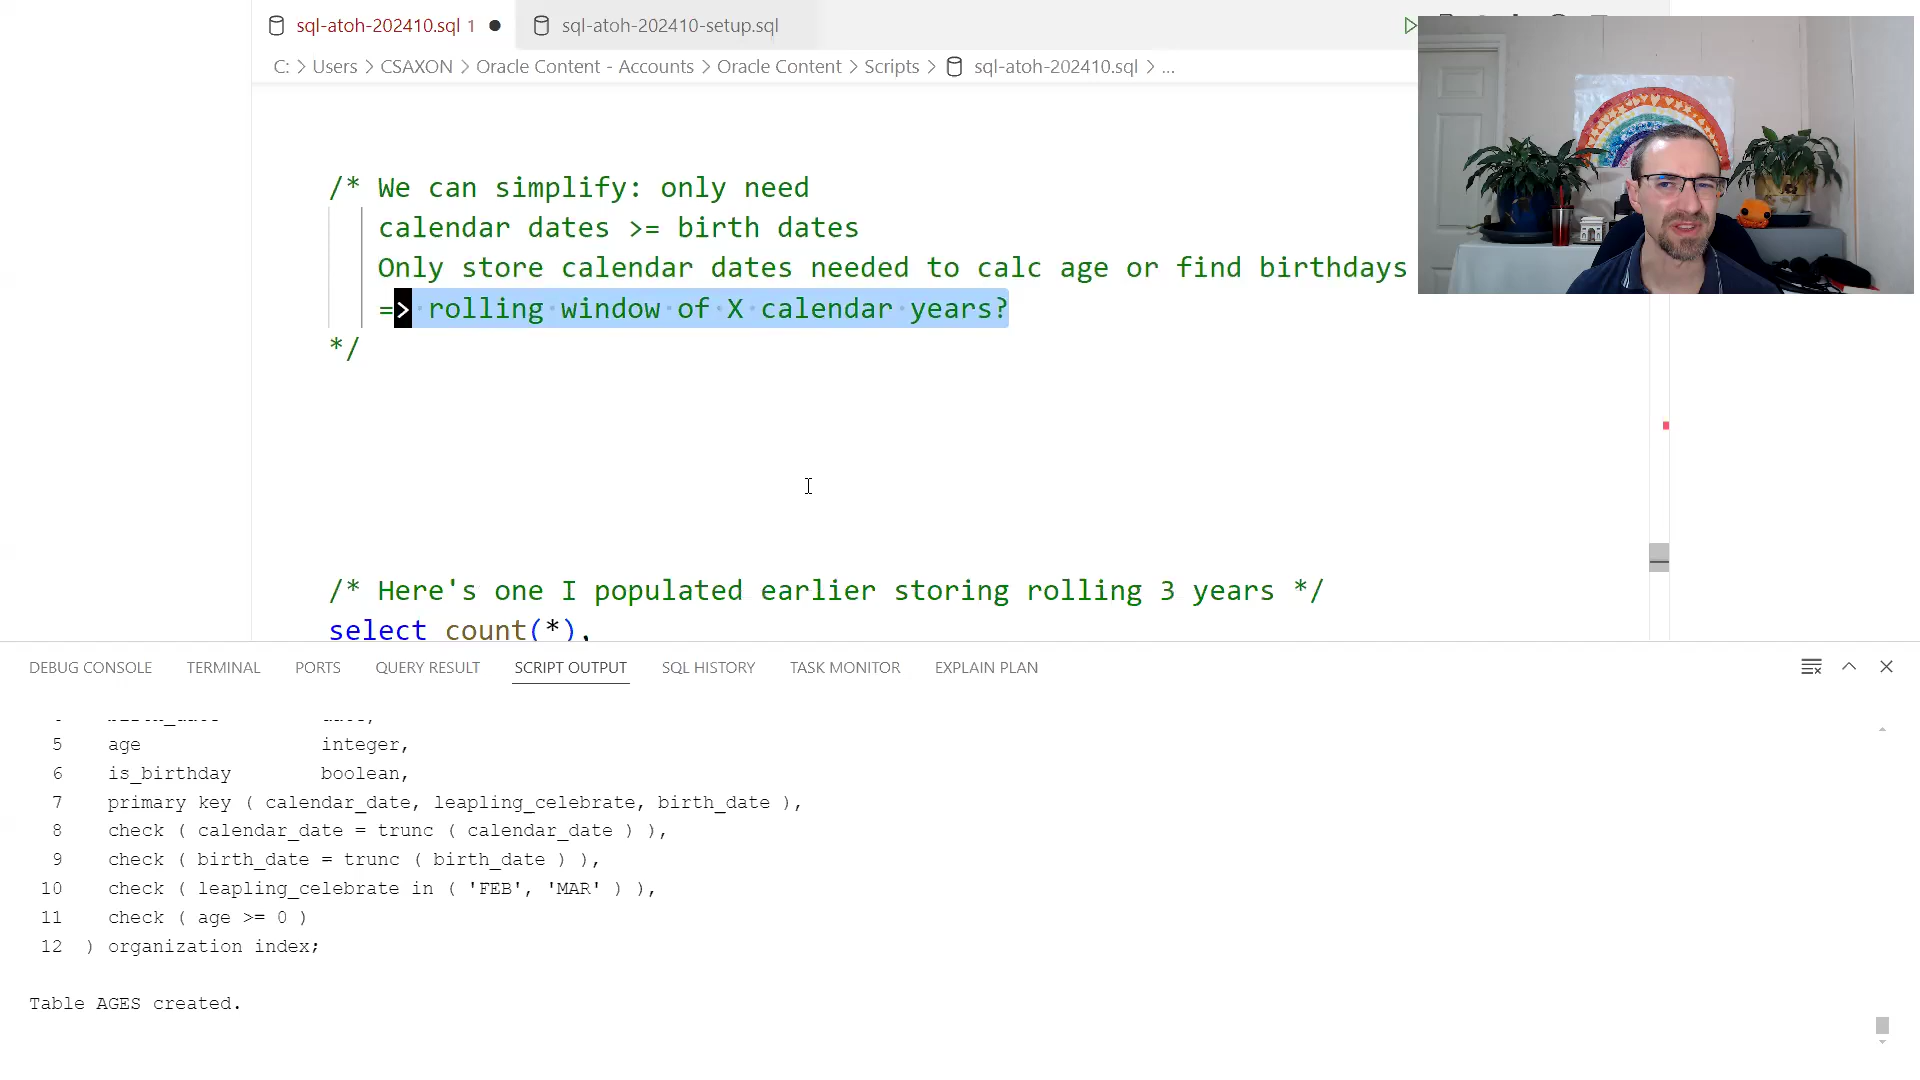 sql-atoh-202410.sql 1
sql-atoh-202410-setup.sql
C: > Users > CSAXON > Oracle Content - Accounts > Oracle Content > Scripts > sql-atoh-202410.sql > ...
/* We can simplify: only need
calendar dates >= birth dates
Only store calendar dates needed to calc age or find birthdays
=> rolling window of X calendar years?
*/
/* Here's one I populated earlier storing rolling 3 years */
select count(*),
DEBUG CONSOLE TERMINAL PORTS QUERY RESULT SCRIPT OUTPUT SQL HISTORY TASK MONITOR EXPLAIN PLAN
5 age integer,
6 is_birthday boolean,
7 primary key ( calendar_date, leapling_celebrate, birth_date ),
8 check ( calendar_date = trunc ( calendar_date ) ),
9 check ( birth_date = trunc ( birth_date ) ),
10 check ( leapling_celebrate in ( 'FEB', 'MAR' ) ),
11 check ( age >= 0 )
12 ) organization index;
Table AGES created.